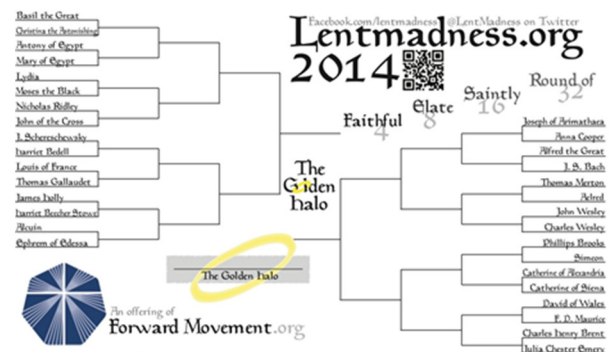 Facebook.com/lentmadness @LentMadness on Twitter
Lentmadness.org
2014
Round of
32
Saintly
16
Elate
8
Faithful
4
The
Golden
Halo
Basil the Great
Christina the Astonishing
Antony of Egypt
Mary of Egypt
Lydia
Moses the Black
Nicholas Ridley
John of the Cross
J. Schereschewsky
Harriet Bedell
Louis of France
Thomas Gallaudet
James Holly
Harriet Beecher Stowe
Alcuin
Ephrem of Edessa
Joseph of Arimathaea
Anna Cooper
Alfred the Great
J. S. Bach
Thomas Merton
Aelred
John Wesley
Charles Wesley
Phillips Brooks
Simeon
Catherine of Alexandria
Catherine of Siena
David of Wales
F. D. Maurice
Charles Henry Brent
Julia Chester Emery
The Golden Halo
An offering of
Forward Movement.org